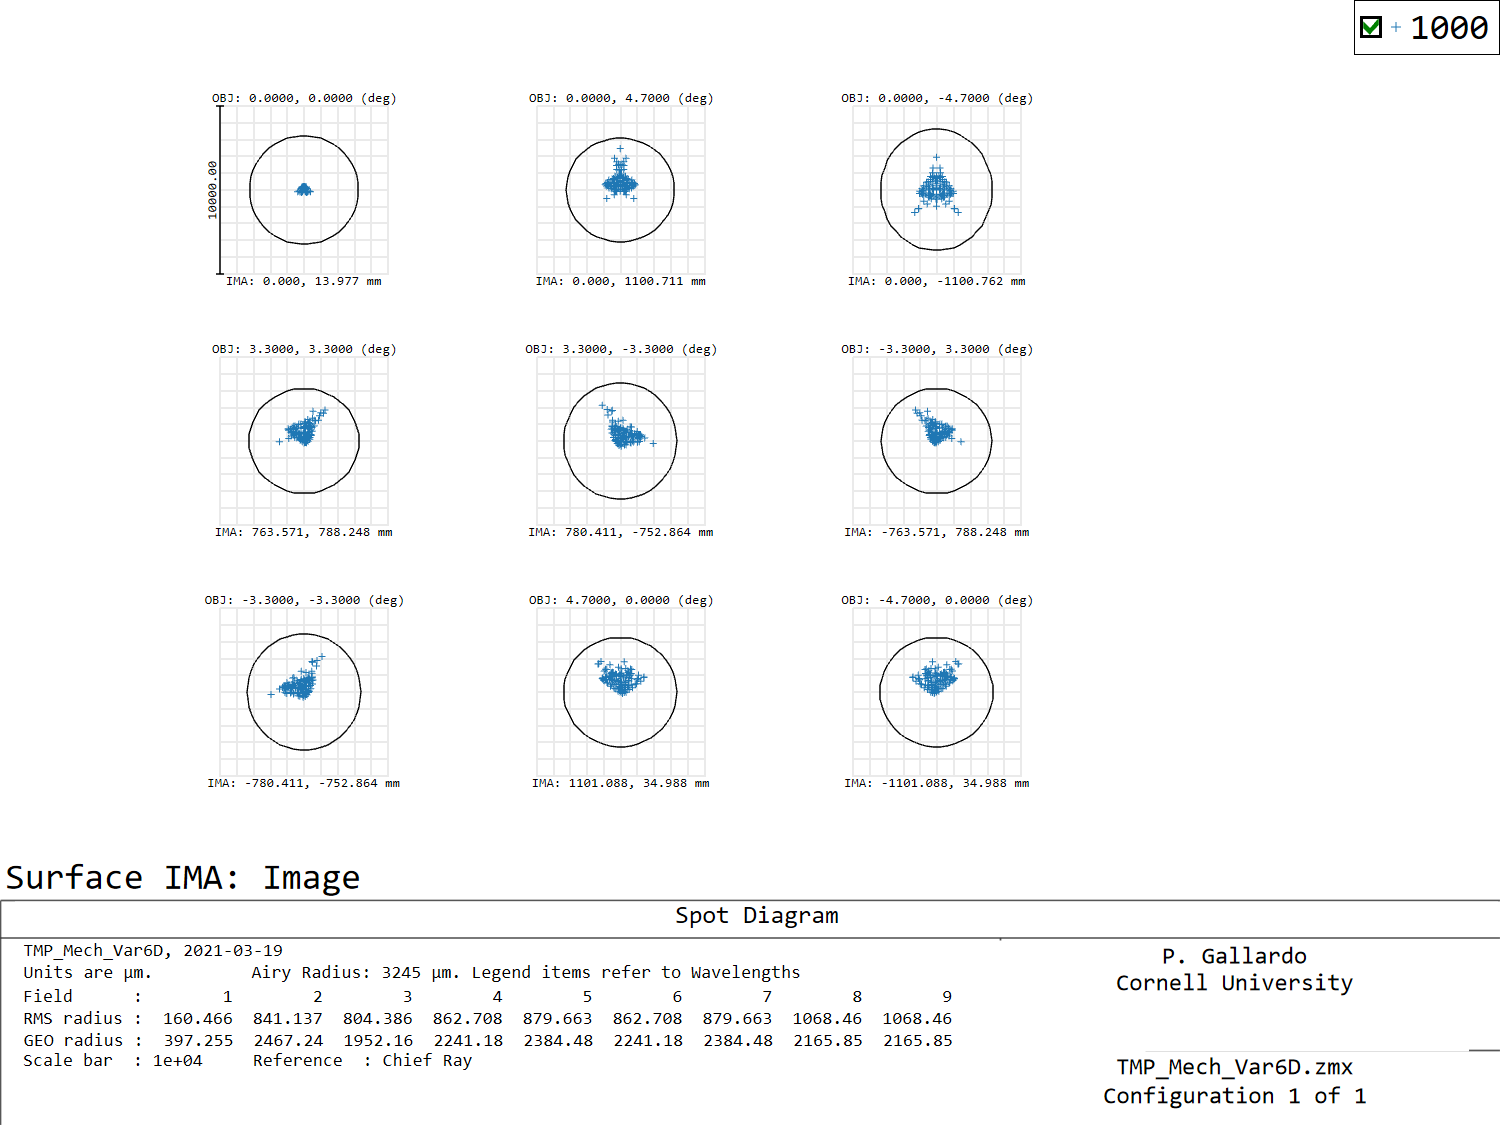 + 1000
OBJ: 0.0000, 0.0000 (deg)
OBJ: 0.0000, 4.7000 (deg)
OBJ: 0.0000, -4.7000 (deg)
10000.00
IMA: 0.000, 13.977 mm
IMA: 0.000, 1100.711 mm
IMA: 0.000, -1100.762 mm
OBJ: 3.3000, 3.3000 (deg)
OBJ: 3.3000, -3.3000 (deg)
OBJ: -3.3000, 3.3000 (deg)
IMA: 763.571, 788.248 mm
IMA: 780.411, -752.864 mm
IMA: -763.571, 788.248 mm
OBJ: -3.3000, -3.3000 (deg)
OBJ: 4.7000, 0.0000 (deg)
OBJ: -4.7000, 0.0000 (deg)
IMA: -780.411, -752.864 mm
IMA: 1101.088, 34.988 mm
IMA: -1101.088, 34.988 mm
Surface IMA: Image
Spot Diagram
TMP_Mech_Var6D, 2021-03-19
Units are µm. Airy Radius: 3245 µm. Legend items refer to Wavelengths
Field : 1 2 3 4 5 6 7 8 9
RMS radius : 160.466 841.137 804.386 862.708 879.663 862.708 879.663 1068.46 1068.46
GEO radius : 397.255 2467.24 1952.16 2241.18 2384.48 2241.18 2384.48 2165.85 2165.85
Scale bar : 1e+04 Reference : Chief Ray
P. Gallardo
Cornell University
TMP_Mech_Var6D.zmx
Configuration 1 of 1